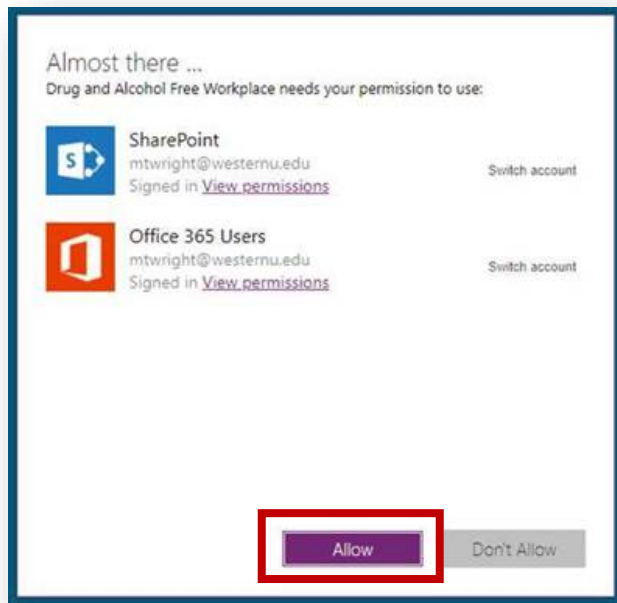 Almost there ...
Drug and Alcohol Free Workplace needs your permission to use:
S
SharePoint
mtwright@westernu.edu
Signed in View permissions
Switch account
Office 365 Users
mtwright@westernu.edu
Signed in View permissions
Switch account
Allow
Don't Allow